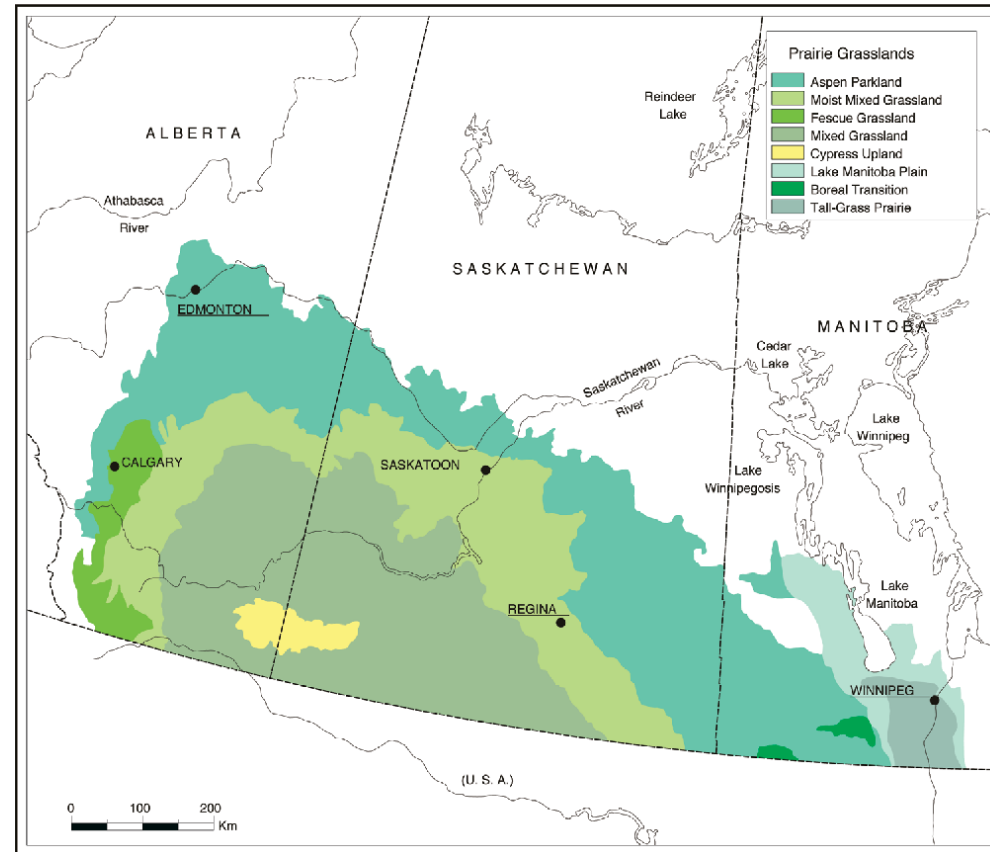 Prairie Grasslands
Aspen Parkland
Moist Mixed Grassland
Fescue Grassland
Mixed Grassland
Cypress Upland
Lake Manitoba Plain
Boreal Transition
Tall-Grass Prairie
Reindeer
Lake
ALBERTA
Athabasca
River
SASKATCHEWAN
EDMONTON
MANITOBA
Cedar
Lake
Saskatchewan
River
Lake
Winnipeg
CALGARY
SASKATOON
Lake
Winnipegosis
Lake
Manitoba
REGINA
WINNIPEG
(U. S. A.)
0 100 200
Km